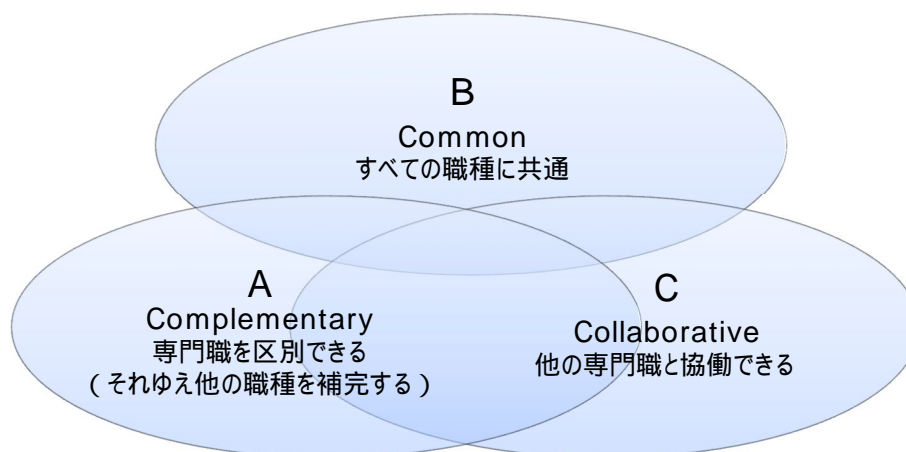 B
Common
すべての職種に共通
A
Complementary
専門職を区別できる
(それゆえ他の職種を補完する)
C
Collaborative
他の専門職と協働できる